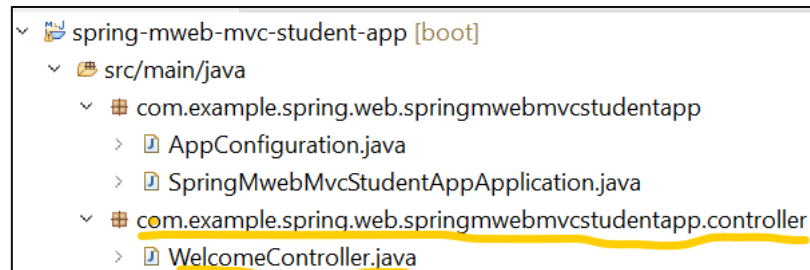 spring-mweb-mvc-student-app [boot]
src/main/java
com.example.spring.web.springmwebmvcstudentapp
AppConfiguration.java
SpringMwebMvcStudentAppApplication.java
com.example.spring.web.springmwebmvcstudentapp.controller
WelcomeController.java